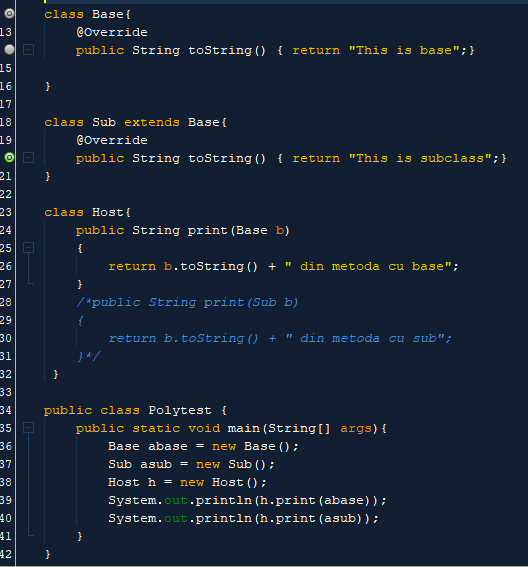 class Base{
13 @Override
public String toString() { return "This is base";}
15
16 }
17
18 class Sub extends Base{
19 @Override
public String toString() { return "This is subclass";}
21 }
22
23 class Host{
24 public String print(Base b)
25 {
26 return b.toString() + " din metoda cu base";
27 }
28 /*public String print(Sub b)
29 {
30 return b.toString() + " din metoda cu sub";
31 }*/
32 }
33
34 public class Polytest {
35 public static void main(String[] args){
36 Base abase = new Base();
37 Sub asub = new Sub();
38 Host h = new Host();
39 System.out.println(h.print(abase));
40 System.out.println(h.print(asub));
41 }
42 }